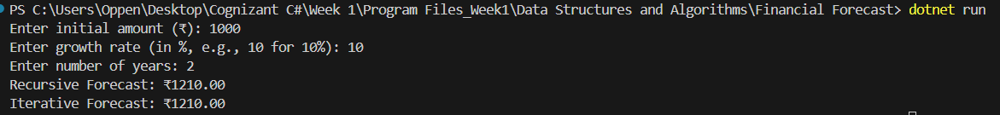 PS C:\Users\Oppen\Desktop\Cognizant C#\Week 1\Program Files_Week1\Data Structures and Algorithms\Financial Forecast> dotnet run
Enter initial amount (₹): 1000
Enter growth rate (in %, e.g., 10 for 10%): 10
Enter number of years: 2
Recursive Forecast: ₹1210.00
Iterative Forecast: ₹1210.00